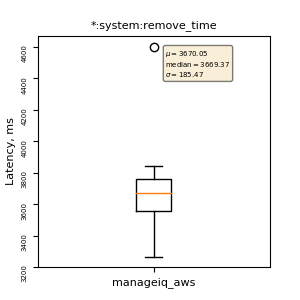 *:system:remove_time
μ = 3670.05
median = 3669.37
σ = 185.47
Latency, ms
4600
4400
4200
4000
3800
3600
3400
3200
manageiq_aws